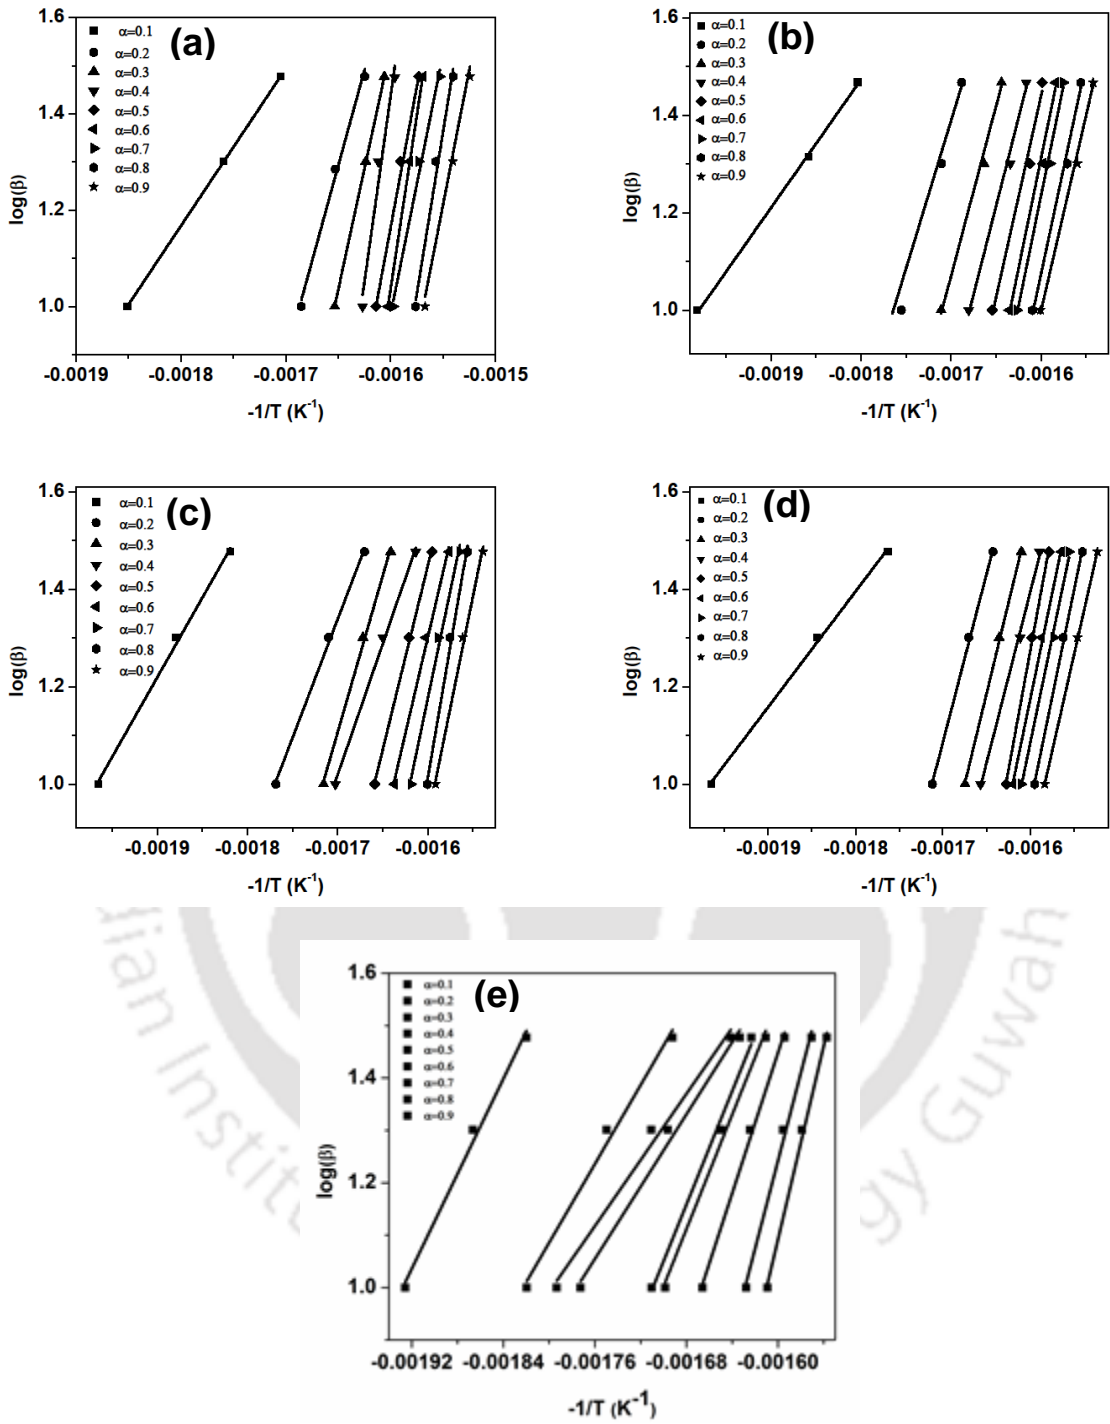 (a)
1.6
1.4
1.2
1.0
log(β)
α=0.1
α=0.2
α=0.3
α=0.4
α=0.5
α=0.6
α=0.7
α=0.8
α=0.9
-0.0019 -0.0018 -0.0017 -0.0016 -0.0015
-1/T (K⁻¹)
(b)
1.6
1.4
1.2
1.0
log(β)
α=0.1
α=0.2
α=0.3
α=0.4
α=0.5
α=0.6
α=0.7
α=0.8
α=0.9
-0.0019 -0.0018 -0.0017 -0.0016
-1/T (K⁻¹)
(c)
1.6
1.4
1.2
1.0
log(β)
α=0.1
α=0.2
α=0.3
α=0.4
α=0.5
α=0.6
α=0.7
α=0.8
α=0.9
-0.0019 -0.0018 -0.0017 -0.0016
-1/T (K⁻¹)
(d)
1.6
1.4
1.2
1.0
log(β)
α=0.1
α=0.2
α=0.3
α=0.4
α=0.5
α=0.6
α=0.7
α=0.8
α=0.9
-0.0019 -0.0018 -0.0017 -0.0016
-1/T (K⁻¹)
(e)
1.6
1.4
1.2
1.0
log(β)
α=0.1
α=0.2
α=0.3
α=0.4
α=0.5
α=0.6
α=0.7
α=0.8
α=0.9
-0.00192 -0.00184 -0.00176 -0.00168 -0.00160
-1/T (K⁻¹)